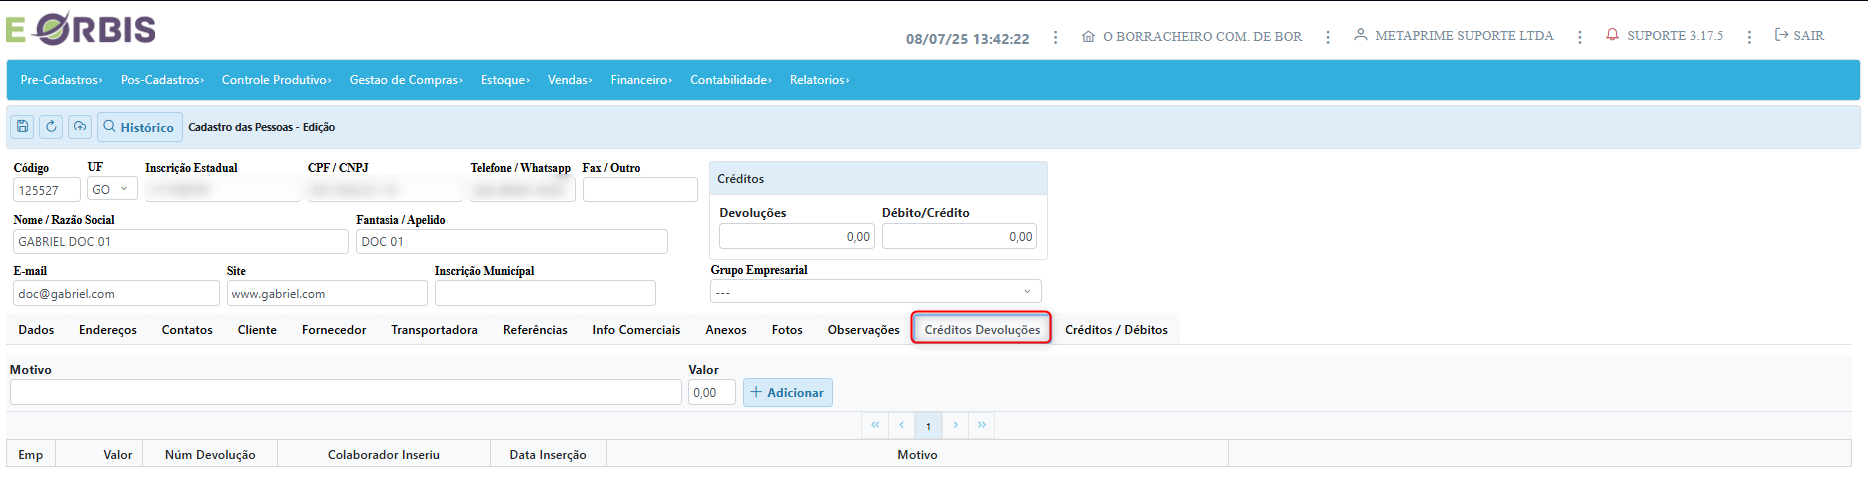 E ORBIS
08/07/25 13:42:22 O BORRACHEIRO COM. DE BOR METAPRIME SUPORTE LTDA SUPORTE 3.17.5 SAIR
Pre-Cadastros› Pos-Cadastros› Controle Produtivo› Gestao de Compras› Estoque› Vendas› Financeiro› Contabilidade› Relatorios›
Histórico Cadastro das Pessoas - Edição
Código UF Inscrição Estadual CPF / CNPJ Telefone / Whatsapp Fax / Outro
125527 GO
Créditos
Devoluções Débito/Crédito
0,00 0,00
Nome / Razão Social Fantasia / Apelido
GABRIEL DOC 01 DOC 01
E-mail Site Inscrição Municípal Grupo Empresarial
doc@gabriel.com www.gabriel.com ---
Dados Endereços Contatos Cliente Fornecedor Transportadora Referências Info Comerciais Anexos Fotos Observações Créditos Devoluções Créditos / Débitos
Motivo Valor
0,00 + Adicionar
« ‹ 1 › »
Emp Valor Núm Devolução Colaborador Inseriu Data Inserção Motivo